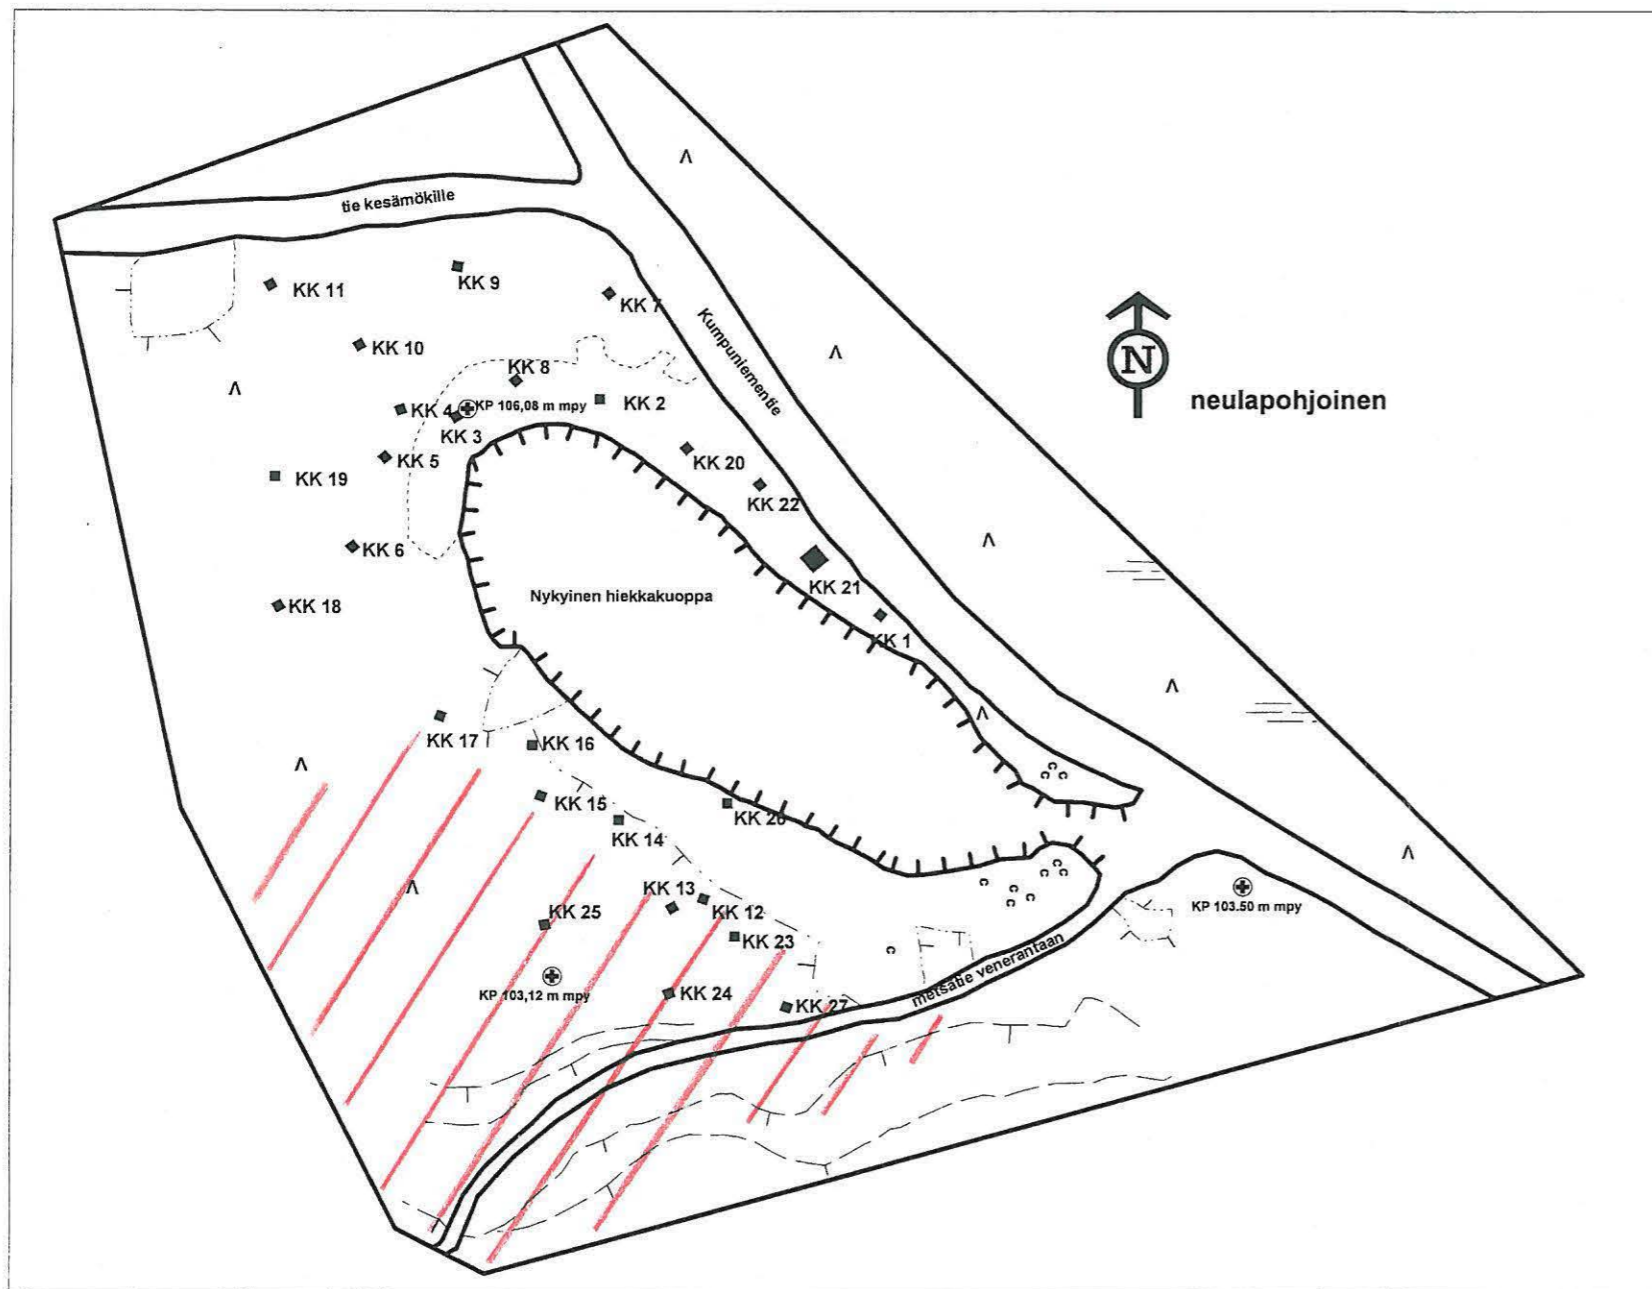 tie kesämökille
KK 9
KK 11
KK 7
Kumpuniementie
KK 10
N
KK 8
neulapohjoinen
KK 4
KP 106,08 m mpy
KK 2
KK 3
KK 5
KK 20
KK 19
KK 22
KK 6
KK 21
Nykyinen hiekkakuoppa
KK 18
KK 1
KK 17
KK 16
KK 15
KK 26
KK 14
KK 13
KP 103.50 m mpy
KK 12
KK 25
KK 23
metsätie venerantaan
KP 103,12 m mpy
KK 24
KK 27